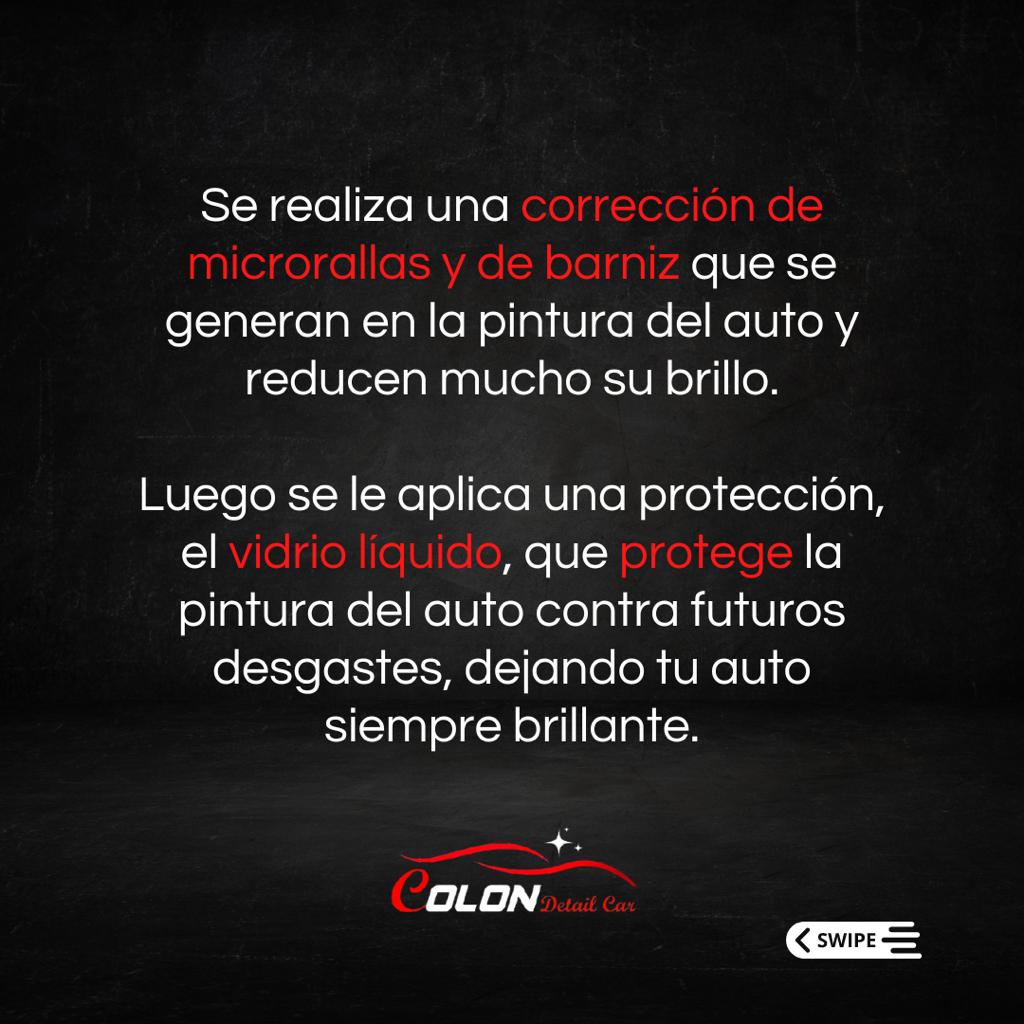 Se realiza una corrección de
microrallas y de barniz que se
generan en la pintura del auto y
reducen mucho su brillo.
Luego se le aplica una protección,
el vidrio líquido, que protege la
pintura del auto contra futuros
desgastes, dejando tu auto
siempre brillante.
COLON Detail Car
SWIPE